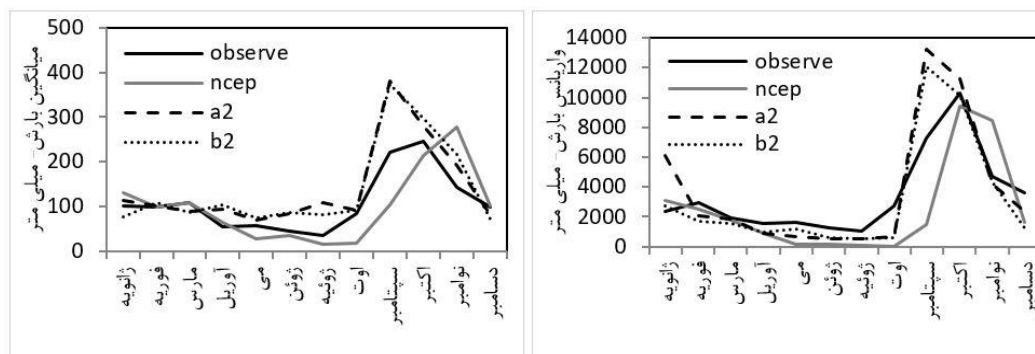 میانگین بارش- میلی متر
500
400
300
200
100
0
observe
ncep
a2
b2
ژانویه
فوریه
مارس
آوریل
می
ژوئن
ژوئیه
اوت
سپتامبر
اکتبر
نوامبر
دسامبر
واریانس بارش- میلی متر
14000
12000
10000
8000
6000
4000
2000
0
observe
ncep
a2
b2
ژانویه
فوریه
مارس
آوریل
می
ژوئن
ژوئیه
اوت
سپتامبر
اکتبر
نوامبر
دسامبر